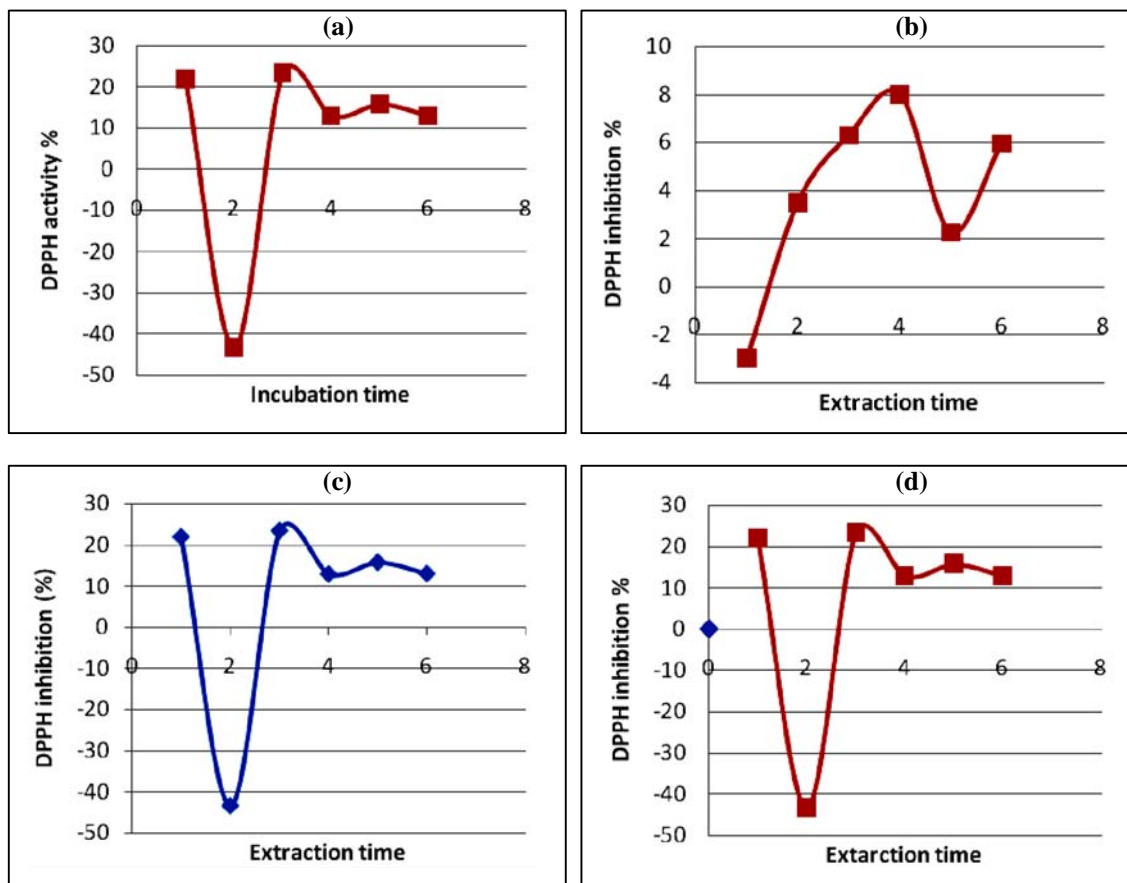 (a)
30
20
10
0
-10
-20
-30
-40
-50
0 2 4 6 8
DPPH activity %
Incubation time
(b)
10
8
6
4
2
0
-2
-4
0 2 4 6 8
DPPH inhibition %
Extraction time
(c)
30
20
10
0
-10
-20
-30
-40
-50
0 2 4 6 8
DPPH inhibition (%)
Extraction time
(d)
30
20
10
0
-10
-20
-30
-40
-50
0 2 4 6 8
DPPH inhibition %
Extarction time